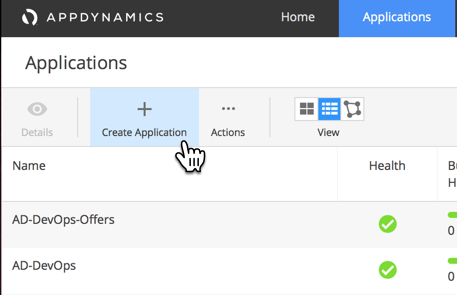 APPDYNAMICS Home Applications
Applications
Details Create Application Actions View
Name Health
AD-DevOps-Offers
0
AD-DevOps
0